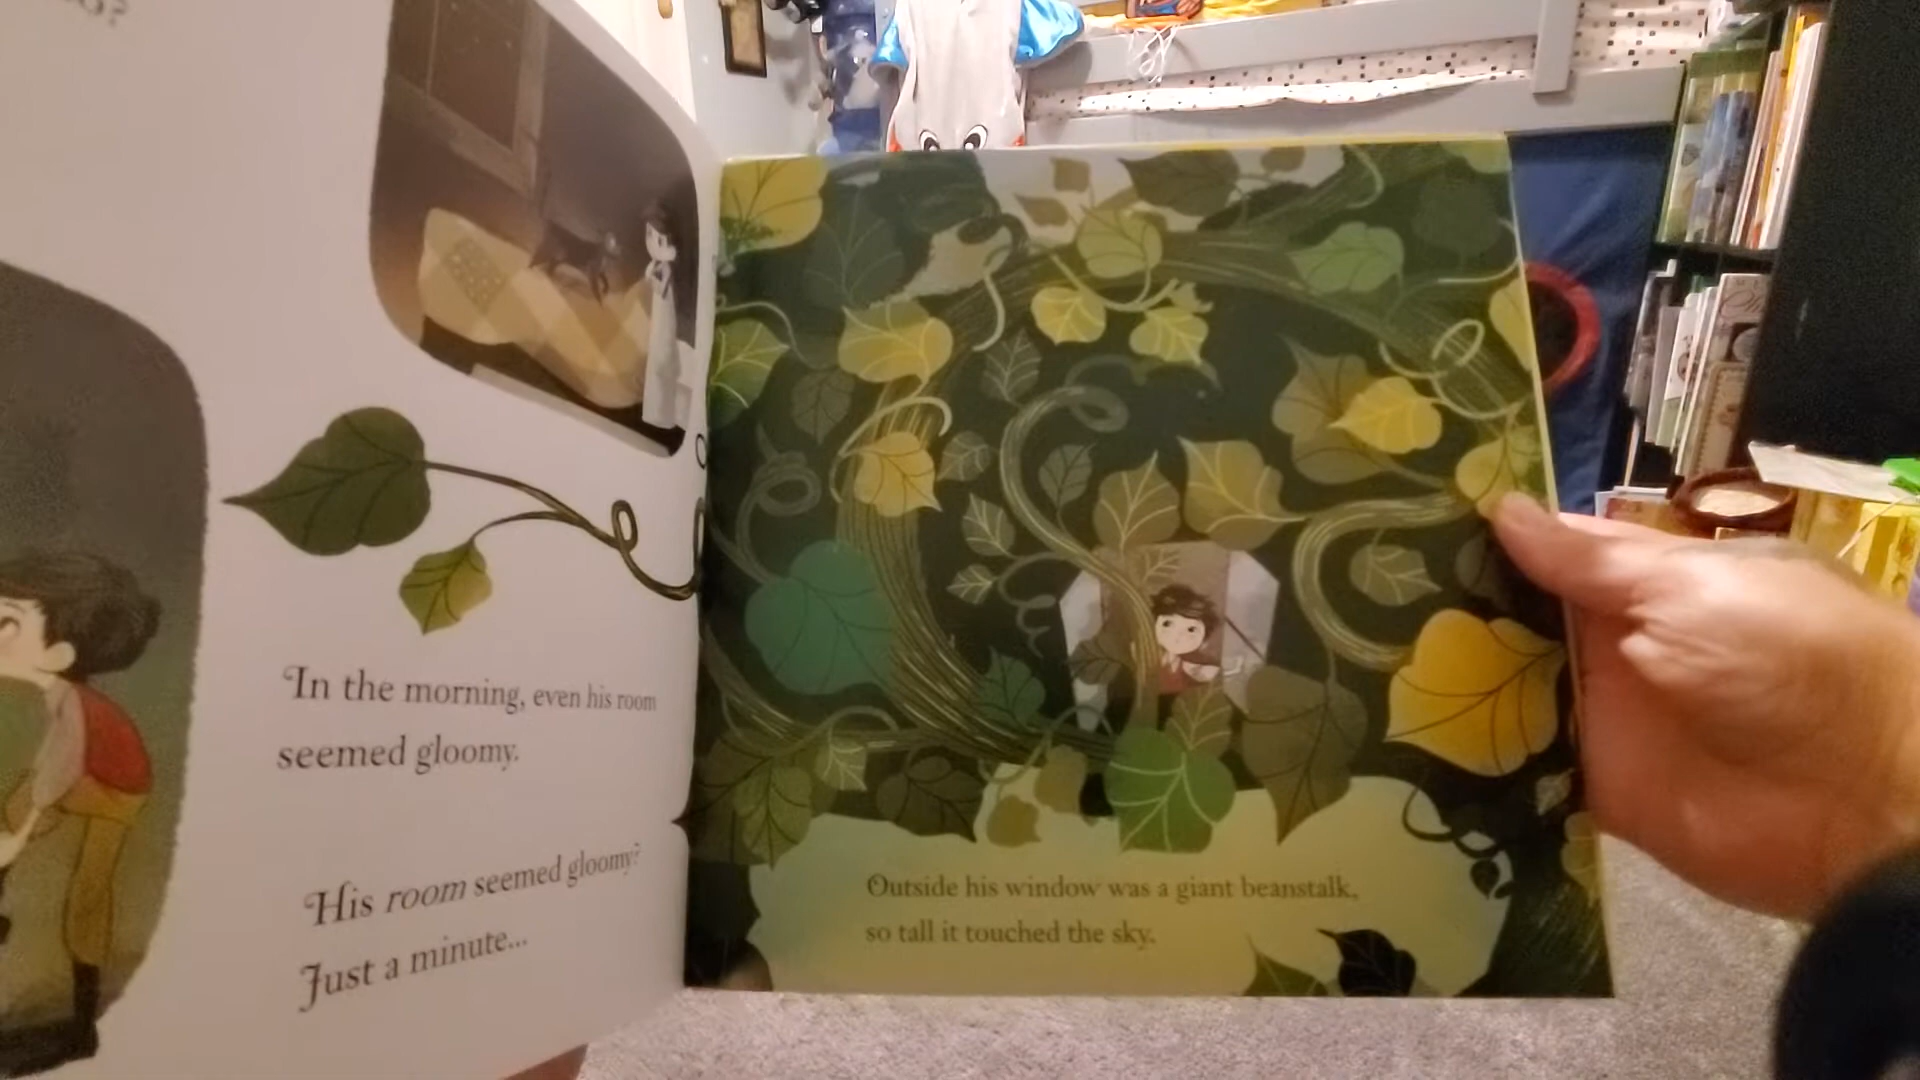 In the morning, even his room
seemed gloomy.
His room seemed gloomy?
Just a minute...
Outside his window was a giant beanstalk,
so tall it touched the sky.